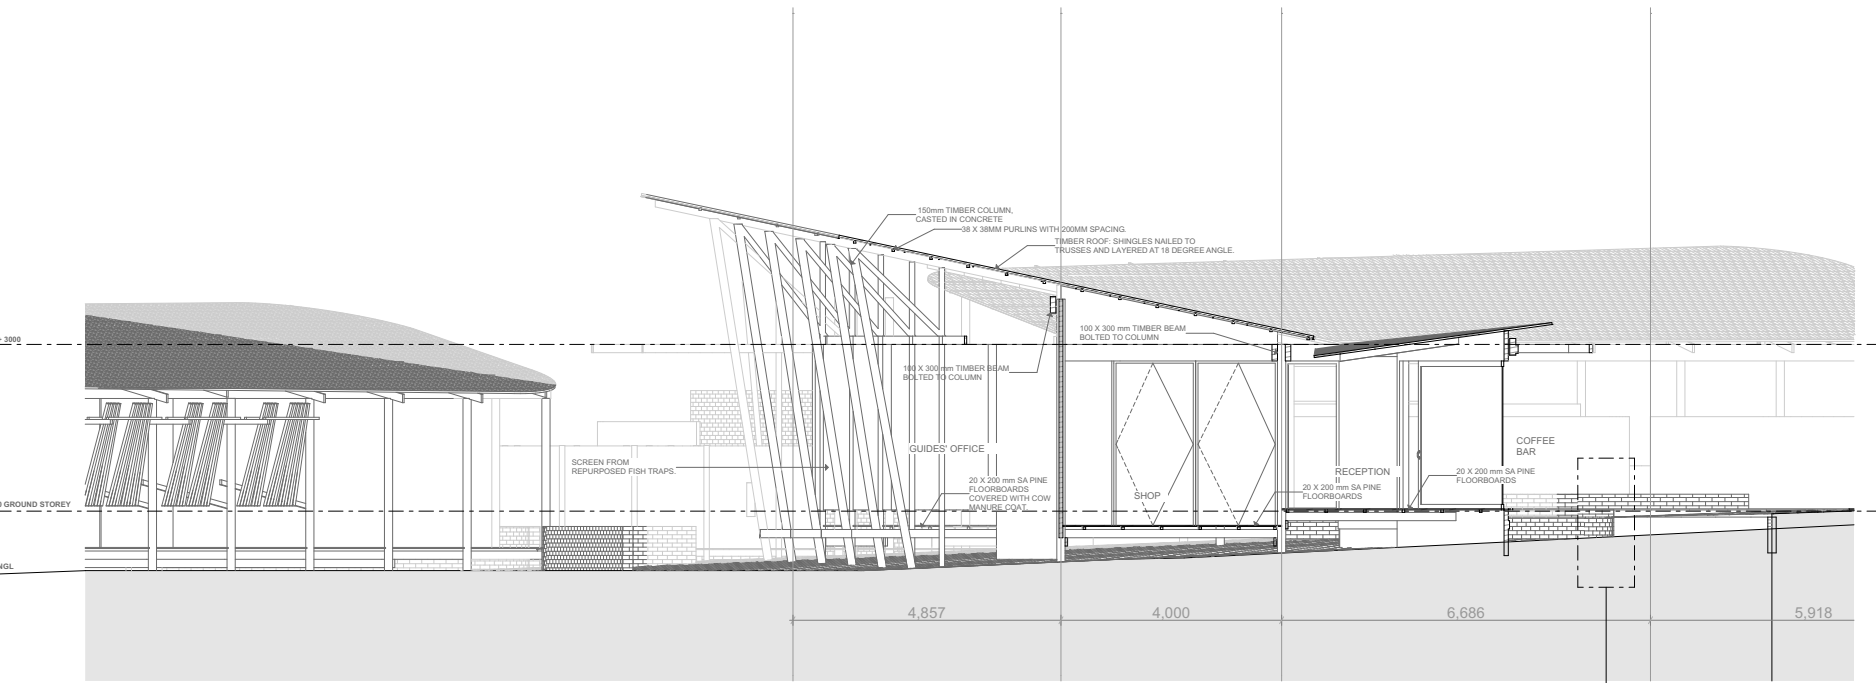 150mm TIMBER COLUMN,
CASTED IN CONCRETE
38 X 38MM PURLINS WITH 200MM SPACING.
TIMBER ROOF: SHINGLES NAILED TO
TRUSSES AND LAYERED AT 18 DEGREE ANGLE.
3000
100 X 300 mm TIMBER BEAM
BOLTED TO COLUMN
100 X 300 mm TIMBER BEAM
BOLTED TO COLUMN
GUIDES' OFFICE
COFFEE
BAR
SCREEN FROM
REPURPOSED FISH TRAPS.
RECEPTION
20 X 200 mm SA PINE
FLOORBOARDS
20 X 200 mm SA PINE
FLOORBOARDS
COVERED WITH COW
MANURE COAT.
SHOP
20 X 200 mm SA PINE
FLOORBOARDS
GROUND STOREY
NGL
4,857
4,000
6,686
5,918